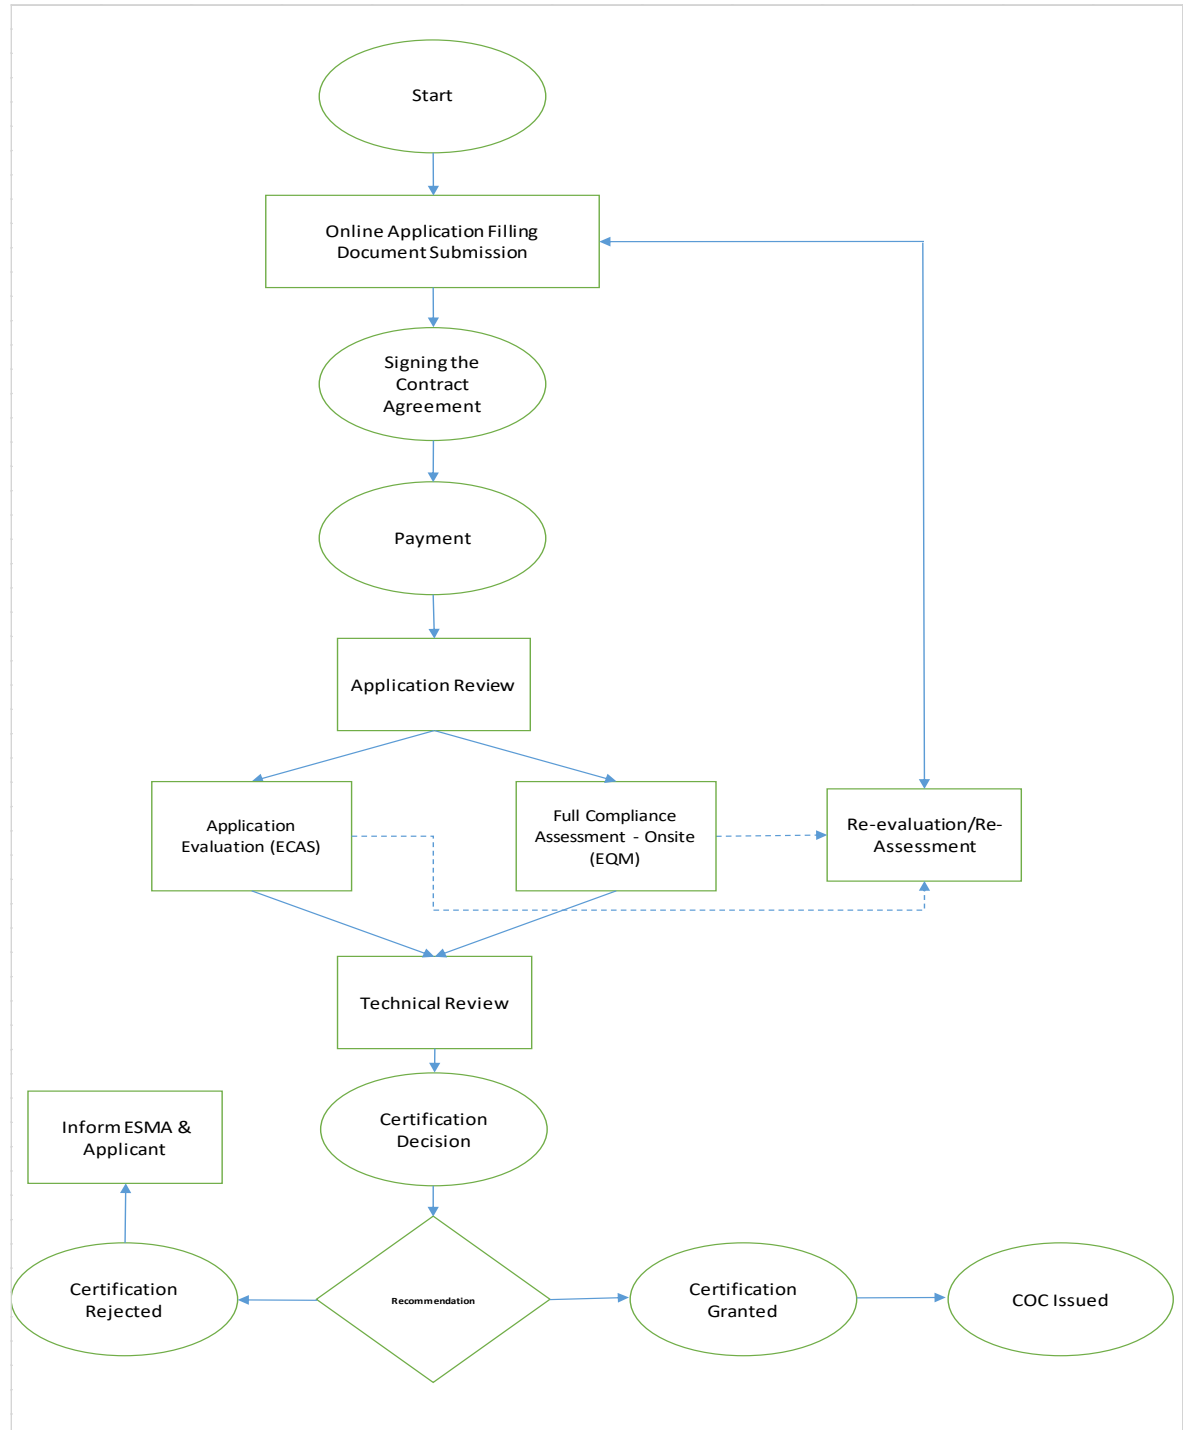 Start
Online Application Filling
Document Submission
Signing the
Contract
Agreement
Payment
Application Review
Application
Evaluation (ECAS)
Full Compliance
Assessment - Onsite
(EQM)
Re-evaluation/Re-
Assessment
Technical Review
Inform ESMA &
Applicant
Certification
Decision
Certification
Rejected
Recommendation
Certification
Granted
COC Issued